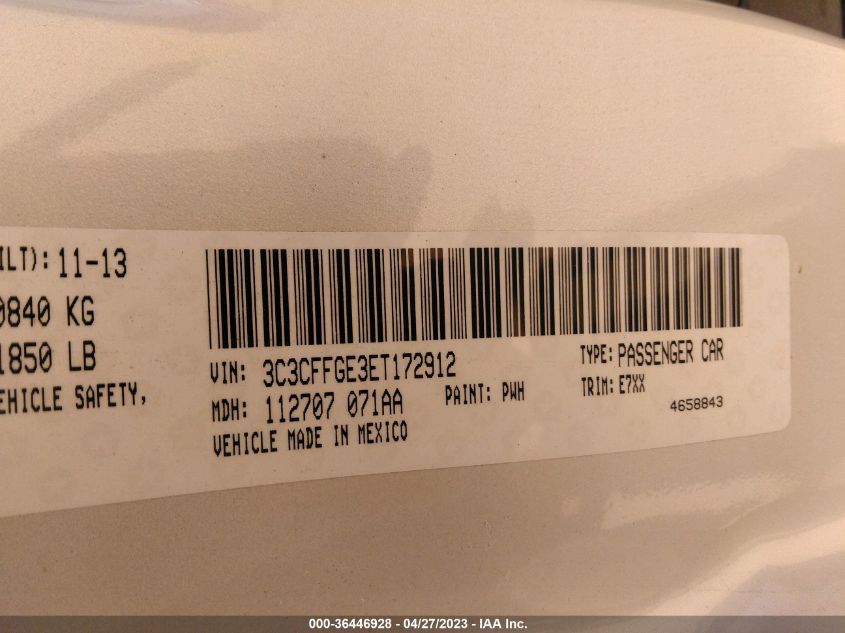 ILT): 11-13
0840 KG
1850 LB
EHICLE SAFETY,
VIN: 3C3CFFGE3ET172912
TYPE: PASSENGER CAR
MDH: 112707 071AA
PAINT: PWH
TRIM: E7XX
VEHICLE MADE IN MEXICO
4658843
000-36446928 - 04/27/2023 - IAA Inc.